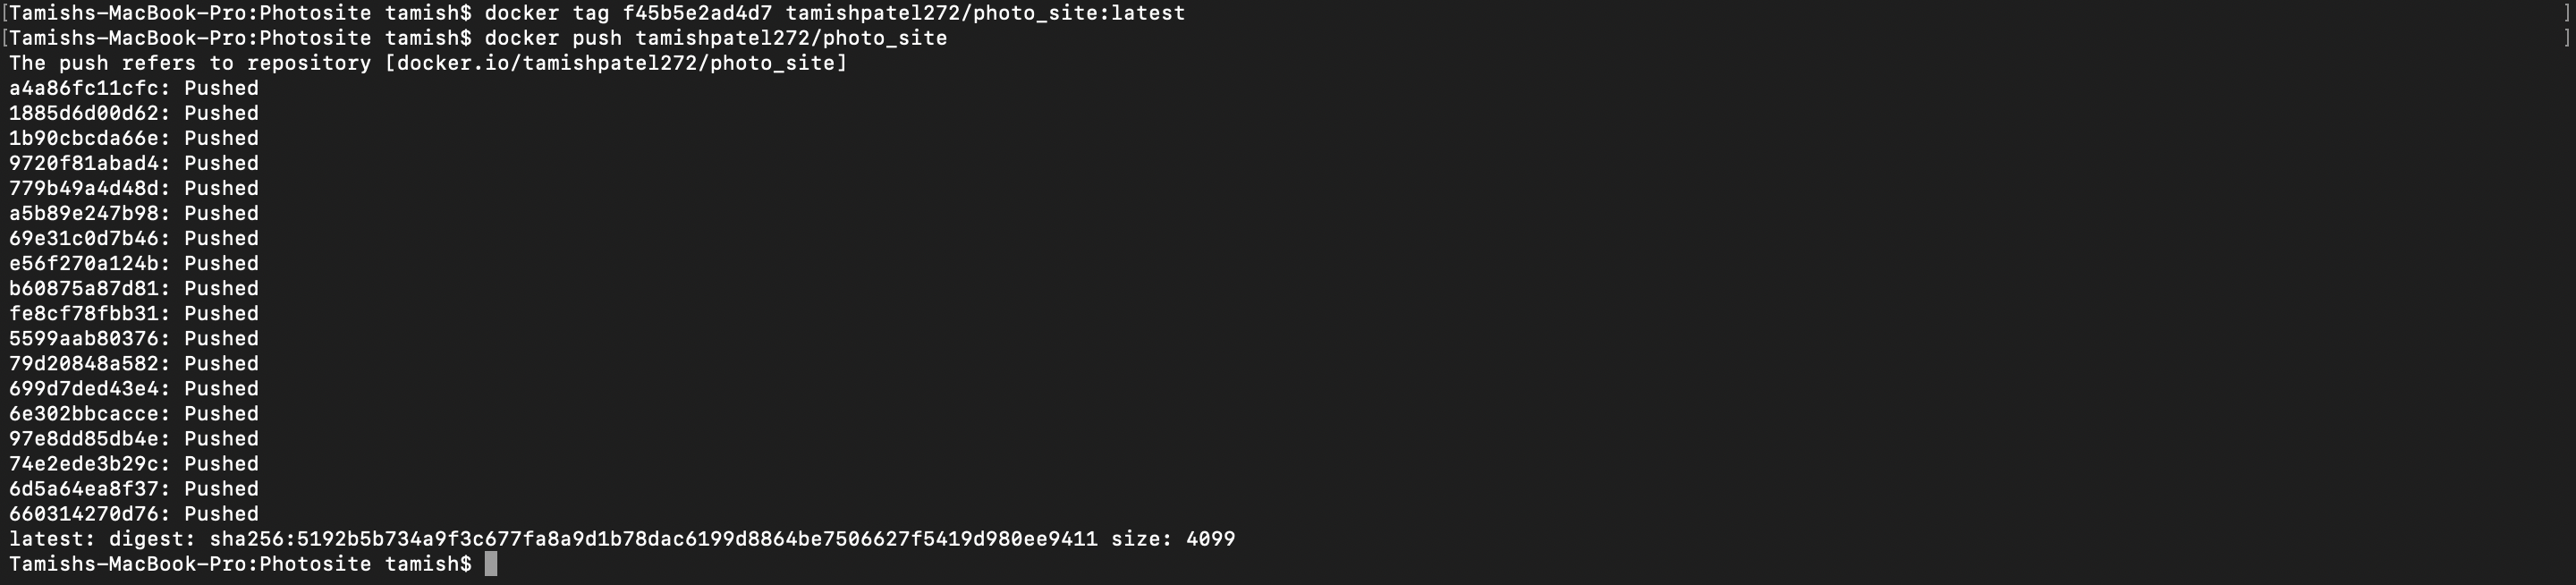 [Tamishs-MacBook-Pro:Photosite tamish$ docker tag f45b5e2ad4d7 tamishpatel272/photo_site:latest ]
[Tamishs-MacBook-Pro:Photosite tamish$ docker push tamishpatel272/photo_site ]
The push refers to repository [docker.io/tamishpatel272/photo_site]
a4a86fc11cfc: Pushed
1885d6d00d62: Pushed
1b90cbcda66e: Pushed
9720f81abad4: Pushed
779b49a4d48d: Pushed
a5b89e247b98: Pushed
69e31c0d7b46: Pushed
e56f270a124b: Pushed
b60875a87d81: Pushed
fe8cf78fbb31: Pushed
5599aab80376: Pushed
79d20848a582: Pushed
699d7ded43e4: Pushed
6e302bbcacce: Pushed
97e8dd85db4e: Pushed
74e2ede3b29c: Pushed
6d5a64ea8f37: Pushed
660314270d76: Pushed
latest: digest: sha256:5192b5b734a9f3c677fa8a9d1b78dac6199d8864be7506627f5419d980ee9411 size: 4099
Tamishs-MacBook-Pro:Photosite tamish$